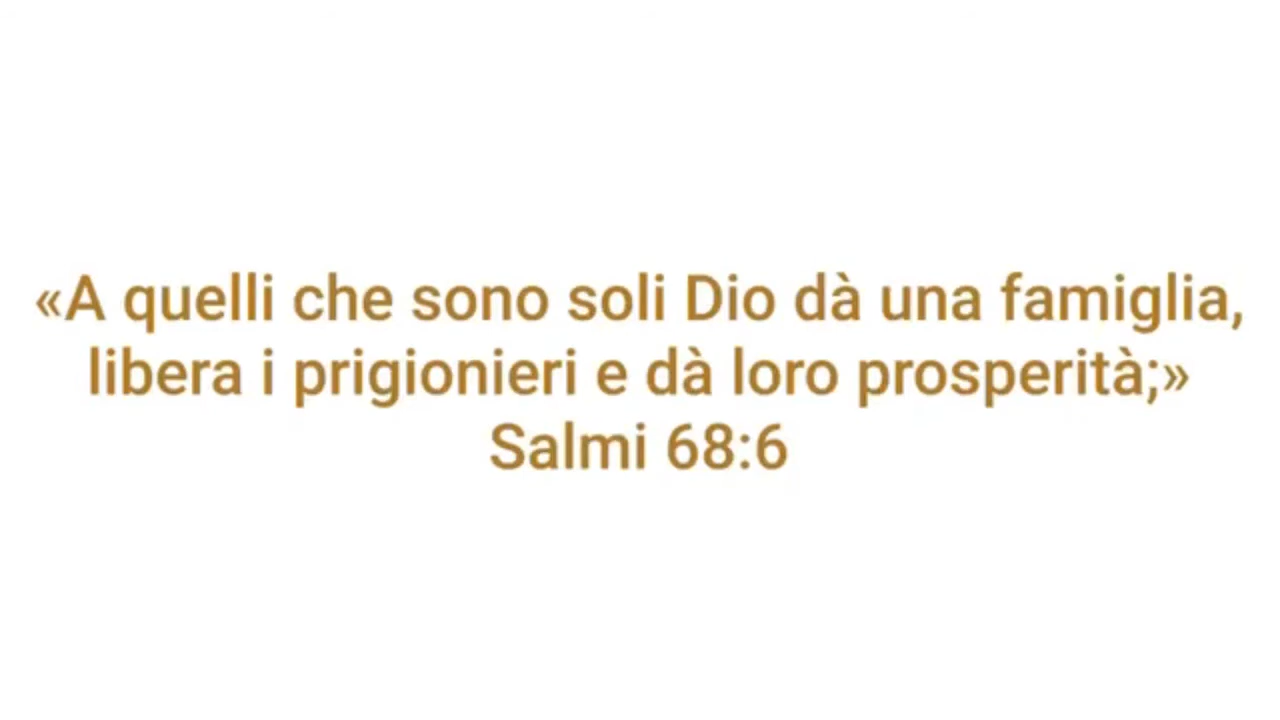 «A quelli che sono soli Dio dà una famiglia,
libera i prigionieri e dà loro prosperità;»
Salmi 68:6